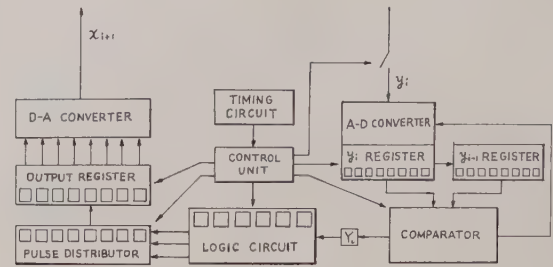 x_{i+1}
y_i
D-A CONVERTER
TIMING
CIRCUIT
A-D CONVERTER
y_i REGISTER
y_{i-1} REGISTER
CONTROL
UNIT
OUTPUT REGISTER
LOGIC CIRCUIT
Y_i
COMPARATOR
PULSE DISTRIBUTOR